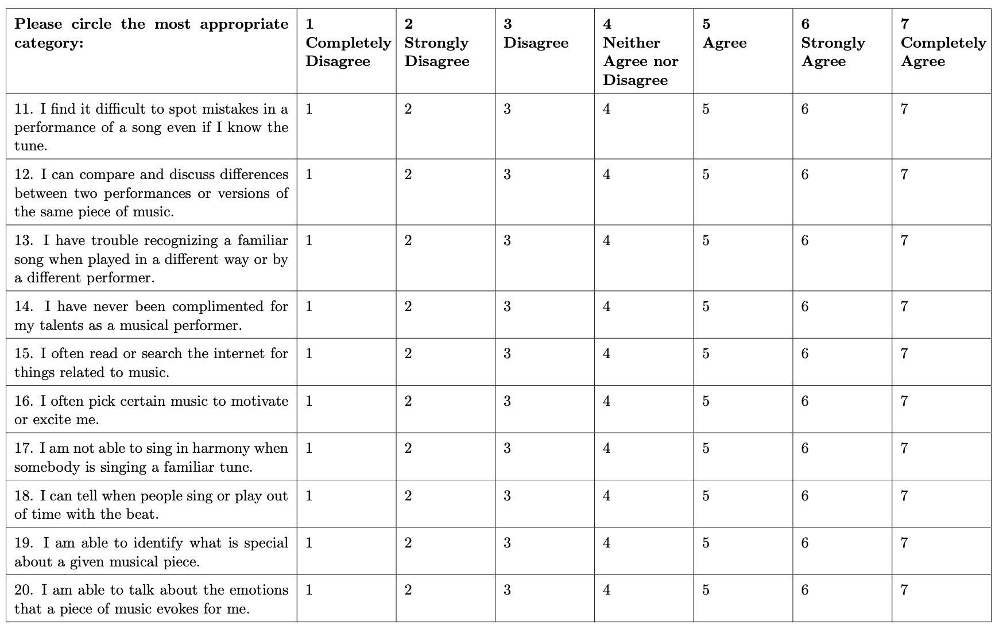 Please circle the most appropriate category: 1 Completely Disagree 2 Strongly Disagree 3 Disagree 4 Neither Agree nor Disagree 5 Agree 6 Strongly Agree 7 Completely Agree
11. I find it difficult to spot mistakes in a 1 2 3 4 5 6 7
performance of a song even if I know the
tune.
12. I can compare and discuss differences 1 2 3 4 5 6 7
between two performances or versions of
the same piece of music.
13. I have trouble recognizing a familiar 1 2 3 4 5 6 7
song when played in a different way or by
a different performer.
14. I have never been complimented for 1 2 3 4 5 6 7
my talents as a musical performer.
15. I often read or search the internet for 1 2 3 4 5 6 7
things related to music.
16. I often pick certain music to motivate 1 2 3 4 5 6 7
or excite me.
17. I am not able to sing in harmony when 1 2 3 4 5 6 7
somebody is singing a familiar tune.
18. I can tell when people sing or play out 1 2 3 4 5 6 7
of time with the beat.
19. I am able to identify what is special 1 2 3 4 5 6 7
about a given musical piece.
20. I am able to talk about the emotions 1 2 3 4 5 6 7
that a piece of music evokes for me.